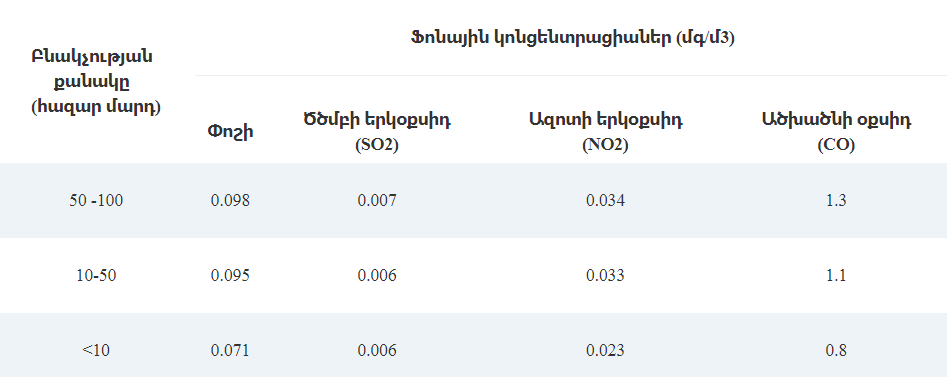 Ֆոնային կոնցենտրացիաներ (մգ/մ3)
Բնակչության
քանակը
(հազար մարդ)
Փոշի
Ծծմբի երկօքսիդ
(SO2)
Ազոտի երկօքսիդ
(NO2)
Ածխածնի օքսիդ
(CO)
50 -100 0.098 0.007 0.034 1.3
10-50 0.095 0.006 0.033 1.1
<10 0.071 0.006 0.023 0.8